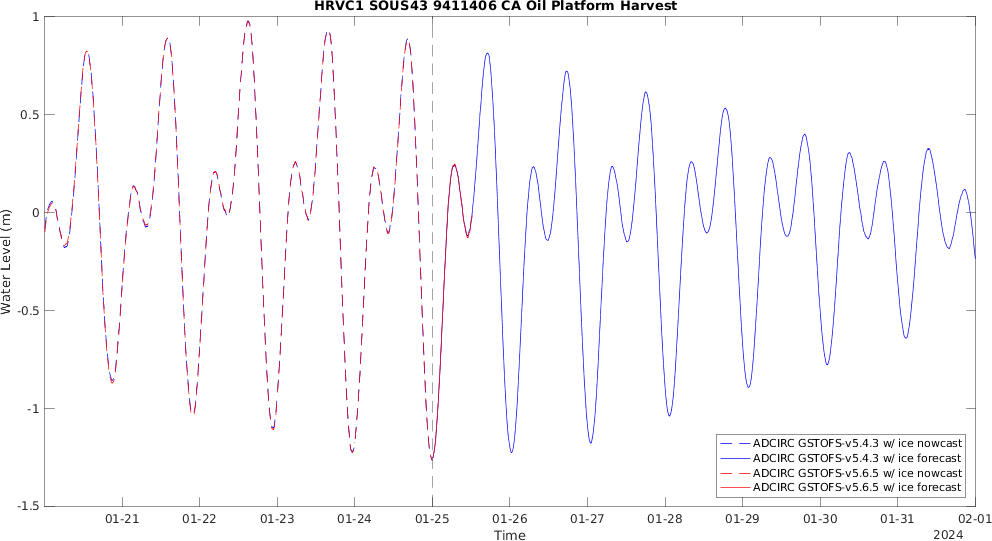 HRVC1 SOUS43 9411406 CA Oil Platform Harvest
1
0.5
0
-0.5
-1
-1.5
Water Level (m)
01-21 01-22 01-23 01-24 01-25 01-26 01-27 01-28 01-29 01-30 01-31 02-01
Time
2024
ADCIRC GSTOFS-v5.4.3 w/ ice nowcast
ADCIRC GSTOFS-v5.4.3 w/ ice forecast
ADCIRC GSTOFS-v5.6.5 w/ ice nowcast
ADCIRC GSTOFS-v5.6.5 w/ ice forecast